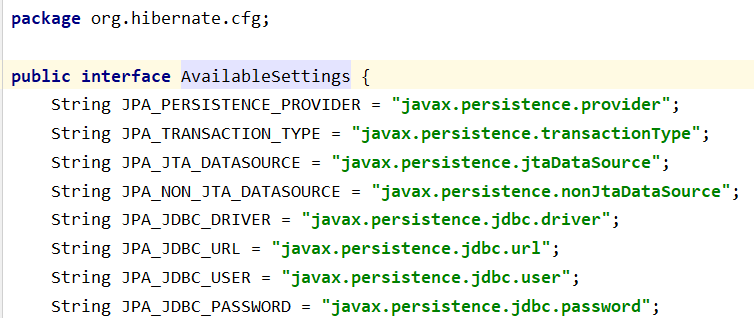 package org.hibernate.cfg;
public interface AvailableSettings {
String JPA_PERSISTENCE_PROVIDER = "javax.persistence.provider";
String JPA_TRANSACTION_TYPE = "javax.persistence.transactionType";
String JPA_JTA_DATASOURCE = "javax.persistence.jtaDataSource";
String JPA_NON_JTA_DATASOURCE = "javax.persistence.nonJtaDataSource";
String JPA_JDBC_DRIVER = "javax.persistence.jdbc.driver";
String JPA_JDBC_URL = "javax.persistence.jdbc.url";
String JPA_JDBC_USER = "javax.persistence.jdbc.user";
String JPA_JDBC_PASSWORD = "javax.persistence.jdbc.password";